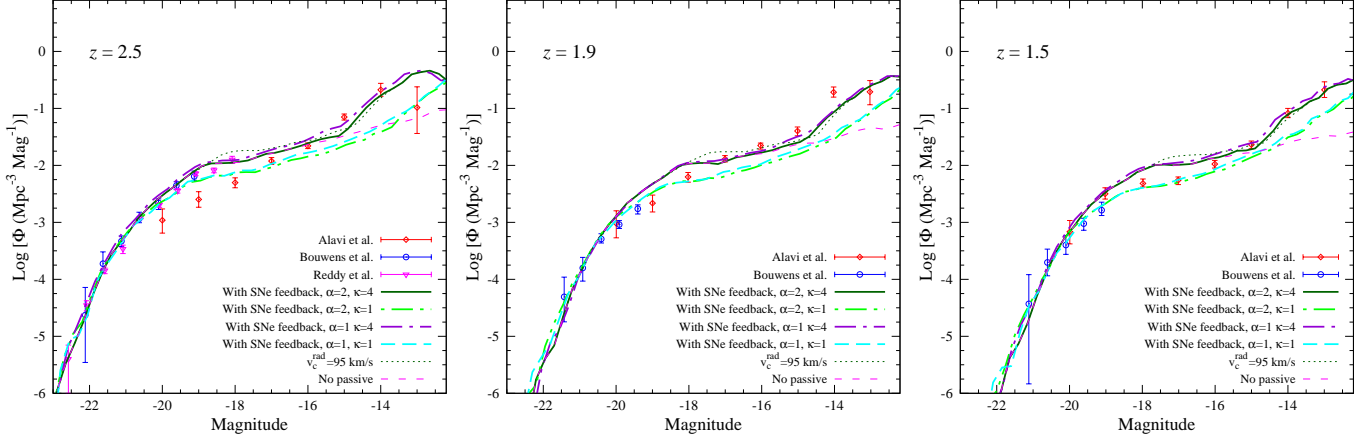 z = 2.5
0
-1
-2
-3
-4
-5
-6
Log [Φ (Mpc⁻³ Mag⁻¹)]
Alavi et al.
Bouwens et al.
Reddy et al.
With SNe feedback, α=2, κ=4
With SNe feedback, α=2, κ=1
With SNe feedback, α=1 κ=4
With SNe feedback, α=1, κ=1
v_c^rad=95 km/s
No passive
-22 -20 -18 -16 -14
Magnitude
z = 1.9
0
-1
-2
-3
-4
-5
-6
Log [Φ (Mpc⁻³ Mag⁻¹)]
Alavi et al.
Bouwens et al.
With SNe feedback, α=2, κ=4
With SNe feedback, α=2, κ=1
With SNe feedback, α=1 κ=4
With SNe feedback, α=1, κ=1
v_c^rad=95 km/s
No passive
-22 -20 -18 -16 -14
Magnitude
z = 1.5
0
-1
-2
-3
-4
-5
-6
Log [Φ (Mpc⁻³ Mag⁻¹)]
Alavi et al.
Bouwens et al.
With SNe feedback, α=2, κ=4
With SNe feedback, α=2, κ=1
With SNe feedback, α=1 κ=4
With SNe feedback, α=1, κ=1
v_c^rad=95 km/s
No passive
-22 -20 -18 -16 -14
Magnitude